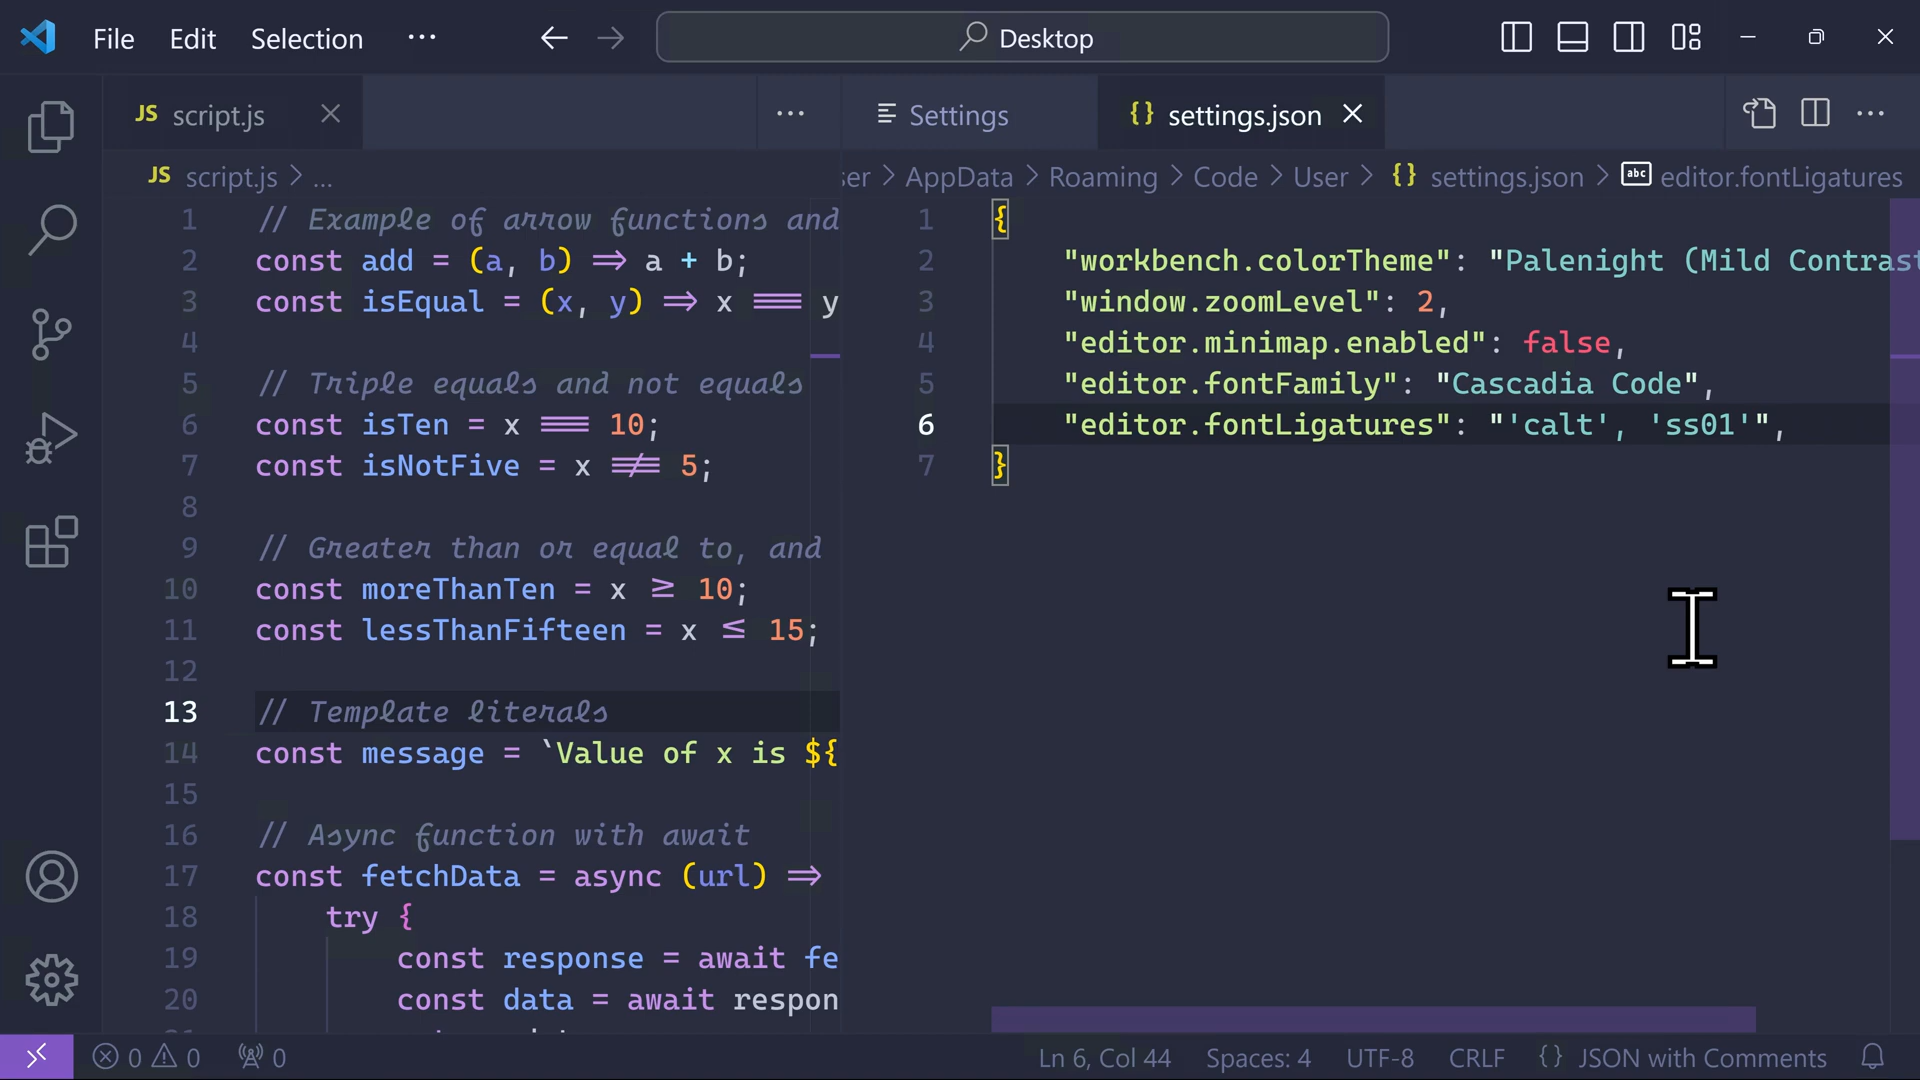 File Edit Selection ··· Desktop
JS script.js ···
Settings {} settings.json ···
JS script.js > ...
ser > AppData > Roaming > Code > User > {} settings.json > abc editor.fontLigatures
1 // Example of arrow functions and
2 const add = (a, b) => a + b;
3 const isEqual = (x, y) => x === y
4
5 // Triple equals and not equals
6 const isTen = x === 10;
7 const isNotFive = x !== 5;
8
9 // Greater than or equal to, and
10 const moreThanTen = x >= 10;
11 const lessThanFifteen = x <= 15;
12
13 // Template literals
14 const message = `Value of x is ${
15
16 // Async function with await
17 const fetchData = async (url) =>
18 try {
19 const response = await fe
20 const data = await respon
1 {
2 "workbench.colorTheme": "Palenight (Mild Contrast
3 "window.zoomLevel": 2,
4 "editor.minimap.enabled": false,
5 "editor.fontFamily": "Cascadia Code",
6 "editor.fontLigatures": "'calt', 'ss01'",
7 }
0 0 0 Ln 6, Col 44 Spaces: 4 UTF-8 CRLF {} JSON with Comments